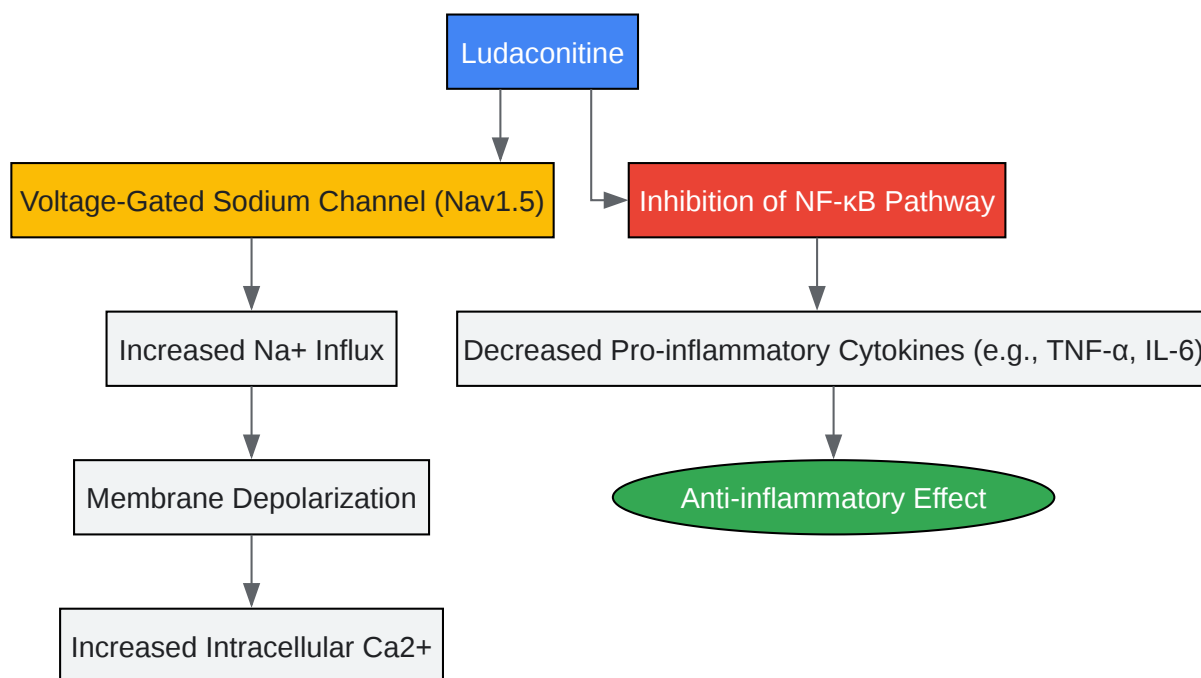 Ludaconitine
Voltage-Gated Sodium Channel (Nav1.5)
Inhibition of NF-κB Pathway
Increased Na+ Influx
Decreased Pro-inflammatory Cytokines (e.g., TNF-α, IL-6)
Membrane Depolarization
Anti-inflammatory Effect
Increased Intracellular Ca2+